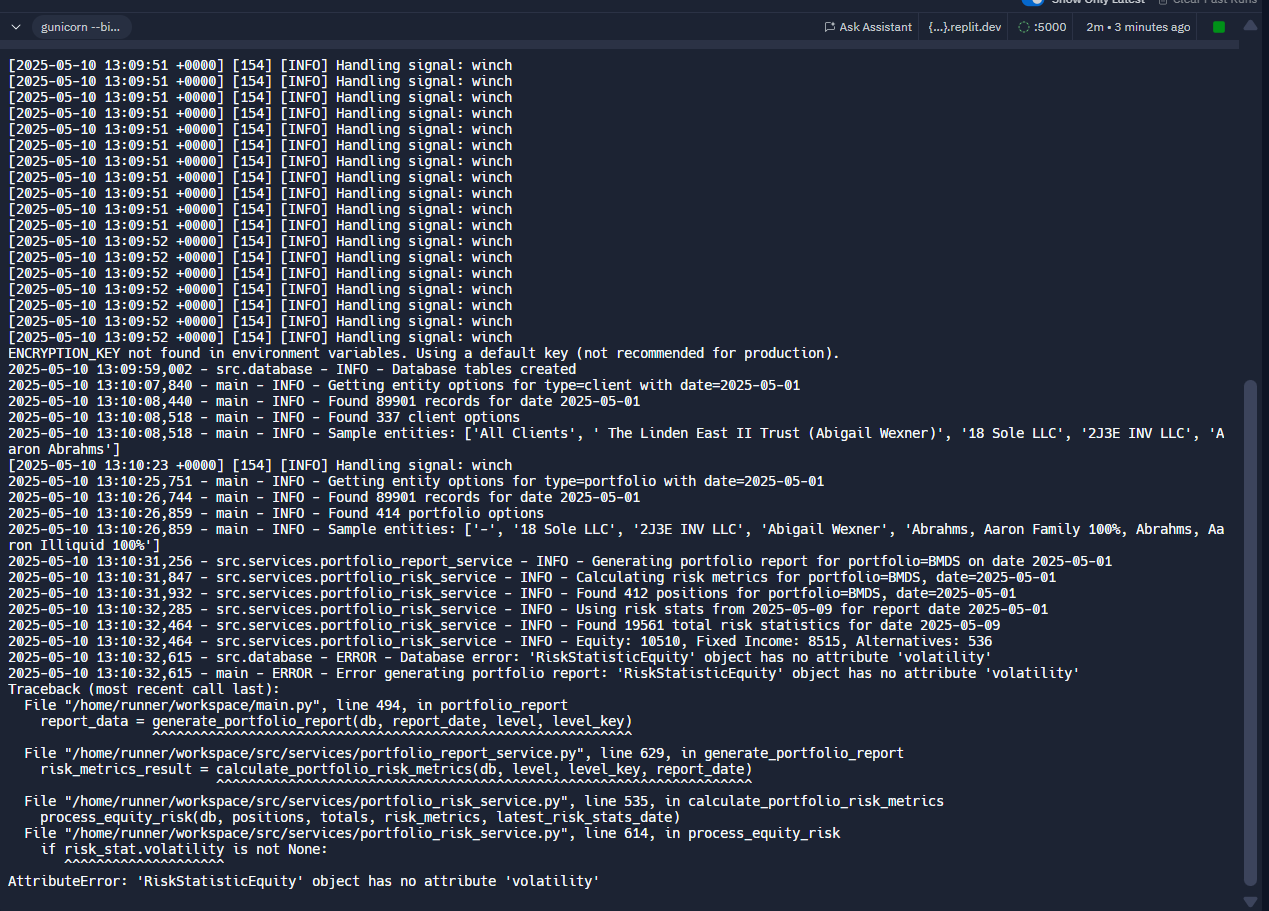 Show Only Latest Clear Past Runs
gunicorn --bi... Ask Assistant {...}.replit.dev :5000 2m • 3 minutes ago
[2025-05-10 13:09:51 +0000] [154] [INFO] Handling signal: winch
[2025-05-10 13:09:51 +0000] [154] [INFO] Handling signal: winch
[2025-05-10 13:09:51 +0000] [154] [INFO] Handling signal: winch
[2025-05-10 13:09:51 +0000] [154] [INFO] Handling signal: winch
[2025-05-10 13:09:51 +0000] [154] [INFO] Handling signal: winch
[2025-05-10 13:09:51 +0000] [154] [INFO] Handling signal: winch
[2025-05-10 13:09:51 +0000] [154] [INFO] Handling signal: winch
[2025-05-10 13:09:51 +0000] [154] [INFO] Handling signal: winch
[2025-05-10 13:09:51 +0000] [154] [INFO] Handling signal: winch
[2025-05-10 13:09:51 +0000] [154] [INFO] Handling signal: winch
[2025-05-10 13:09:51 +0000] [154] [INFO] Handling signal: winch
[2025-05-10 13:09:52 +0000] [154] [INFO] Handling signal: winch
[2025-05-10 13:09:52 +0000] [154] [INFO] Handling signal: winch
[2025-05-10 13:09:52 +0000] [154] [INFO] Handling signal: winch
[2025-05-10 13:09:52 +0000] [154] [INFO] Handling signal: winch
[2025-05-10 13:09:52 +0000] [154] [INFO] Handling signal: winch
[2025-05-10 13:09:52 +0000] [154] [INFO] Handling signal: winch
[2025-05-10 13:09:52 +0000] [154] [INFO] Handling signal: winch
ENCRYPTION_KEY not found in environment variables. Using a default key (not recommended for production).
2025-05-10 13:09:59,002 - src.database - INFO - Database tables created
2025-05-10 13:10:07,840 - main - INFO - Getting entity options for type=client with date=2025-05-01
2025-05-10 13:10:08,440 - main - INFO - Found 89901 records for date 2025-05-01
2025-05-10 13:10:08,518 - main - INFO - Found 337 client options
2025-05-10 13:10:08,518 - main - INFO - Sample entities: ['All Clients', ' The Linden East II Trust (Abigail Wexner)', '18 Sole LLC', '2J3E INV LLC', 'A
aron Abrahms']
[2025-05-10 13:10:23 +0000] [154] [INFO] Handling signal: winch
2025-05-10 13:10:25,751 - main - INFO - Getting entity options for type=portfolio with date=2025-05-01
2025-05-10 13:10:26,744 - main - INFO - Found 89901 records for date 2025-05-01
2025-05-10 13:10:26,859 - main - INFO - Found 414 portfolio options
2025-05-10 13:10:26,859 - main - INFO - Sample entities: ['-', '18 Sole LLC', '2J3E INV LLC', 'Abigail Wexner', 'Abrahms, Aaron Family 100%, Abrahms, Aa
ron Illiquid 100%']
2025-05-10 13:10:31,256 - src.services.portfolio_report_service - INFO - Generating portfolio report for portfolio=BMDS on date 2025-05-01
2025-05-10 13:10:31,847 - src.services.portfolio_risk_service - INFO - Calculating risk metrics for portfolio=BMDS, date=2025-05-01
2025-05-10 13:10:31,932 - src.services.portfolio_risk_service - INFO - Found 412 positions for portfolio=BMDS, date=2025-05-01
2025-05-10 13:10:32,285 - src.services.portfolio_risk_service - INFO - Using risk stats from 2025-05-09 for report date 2025-05-01
2025-05-10 13:10:32,464 - src.services.portfolio_risk_service - INFO - Found 19561 total risk statistics for date 2025-05-09
2025-05-10 13:10:32,464 - src.services.portfolio_risk_service - INFO - Equity: 10510, Fixed Income: 8515, Alternatives: 536
2025-05-10 13:10:32,615 - src.database - ERROR - Database error: 'RiskStatisticEquity' object has no attribute 'volatility'
2025-05-10 13:10:32,615 - main - ERROR - Error generating portfolio report: 'RiskStatisticEquity' object has no attribute 'volatility'
Traceback (most recent call last):
  File "/home/runner/workspace/main.py", line 494, in portfolio_report
    report_data = generate_portfolio_report(db, report_date, level, level_key)
                  ^^^^^^^^^^^^^^^^^^^^^^^^^^^^^^^^^^^^^^^^^^^^^^^^^^^^^^^^^^^^
  File "/home/runner/workspace/src/services/portfolio_report_service.py", line 629, in generate_portfolio_report
    risk_metrics_result = calculate_portfolio_risk_metrics(db, level, level_key, report_date)
                          ^^^^^^^^^^^^^^^^^^^^^^^^^^^^^^^^^^^^^^^^^^^^^^^^^^^^^^^^^^^^^^^^^^^
  File "/home/runner/workspace/src/services/portfolio_risk_service.py", line 535, in calculate_portfolio_risk_metrics
    process_equity_risk(db, positions, totals, risk_metrics, latest_risk_stats_date)
  File "/home/runner/workspace/src/services/portfolio_risk_service.py", line 614, in process_equity_risk
    if risk_stat.volatility is not None:
       ^^^^^^^^^^^^^^^^^^^^
AttributeError: 'RiskStatisticEquity' object has no attribute 'volatility'